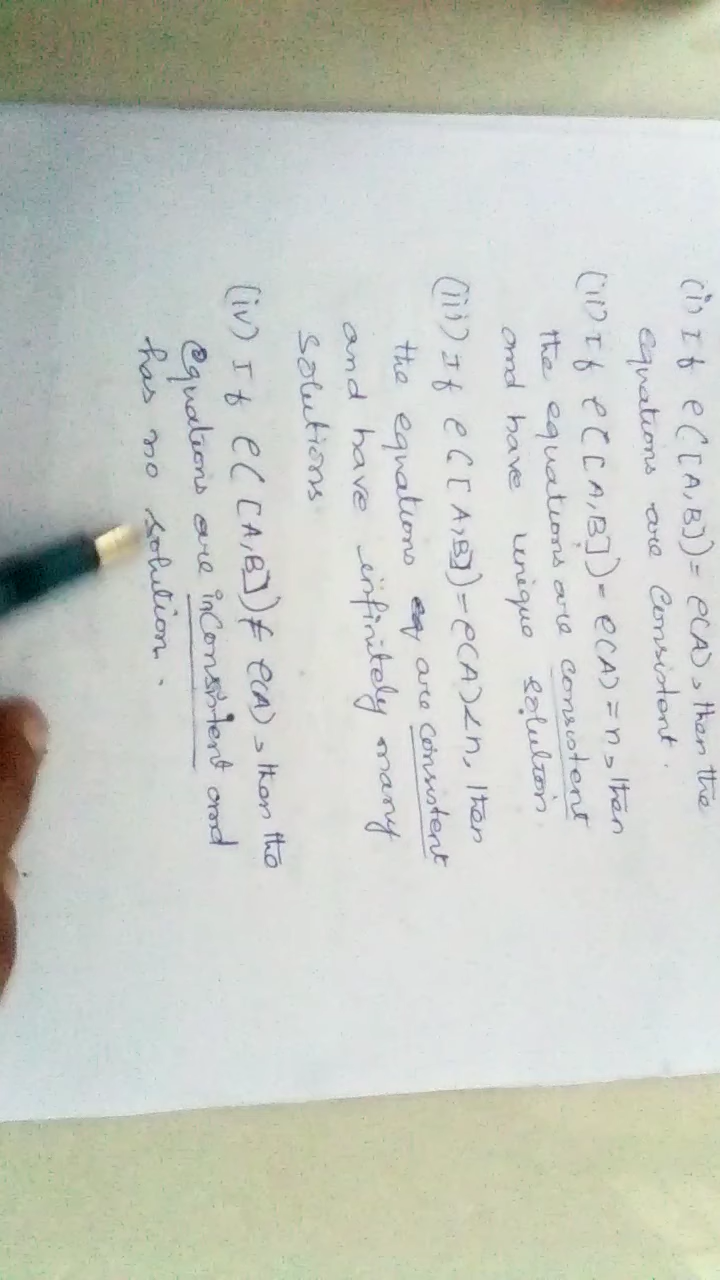 (i) If ρ([A,B]) = ρ(A), then the
equations are consistent.
(ii) If ρ([A,B]) = ρ(A) = n, then
the equations are consistent
and have unique solution.
(iii) If ρ([A,B]) = ρ(A) < n, then
the equations eq are consistent
and have infinitely many
solutions
(iv) If ρ([A,B]) ≠ ρ(A), then the
equations are inconsistent and
has no solution.